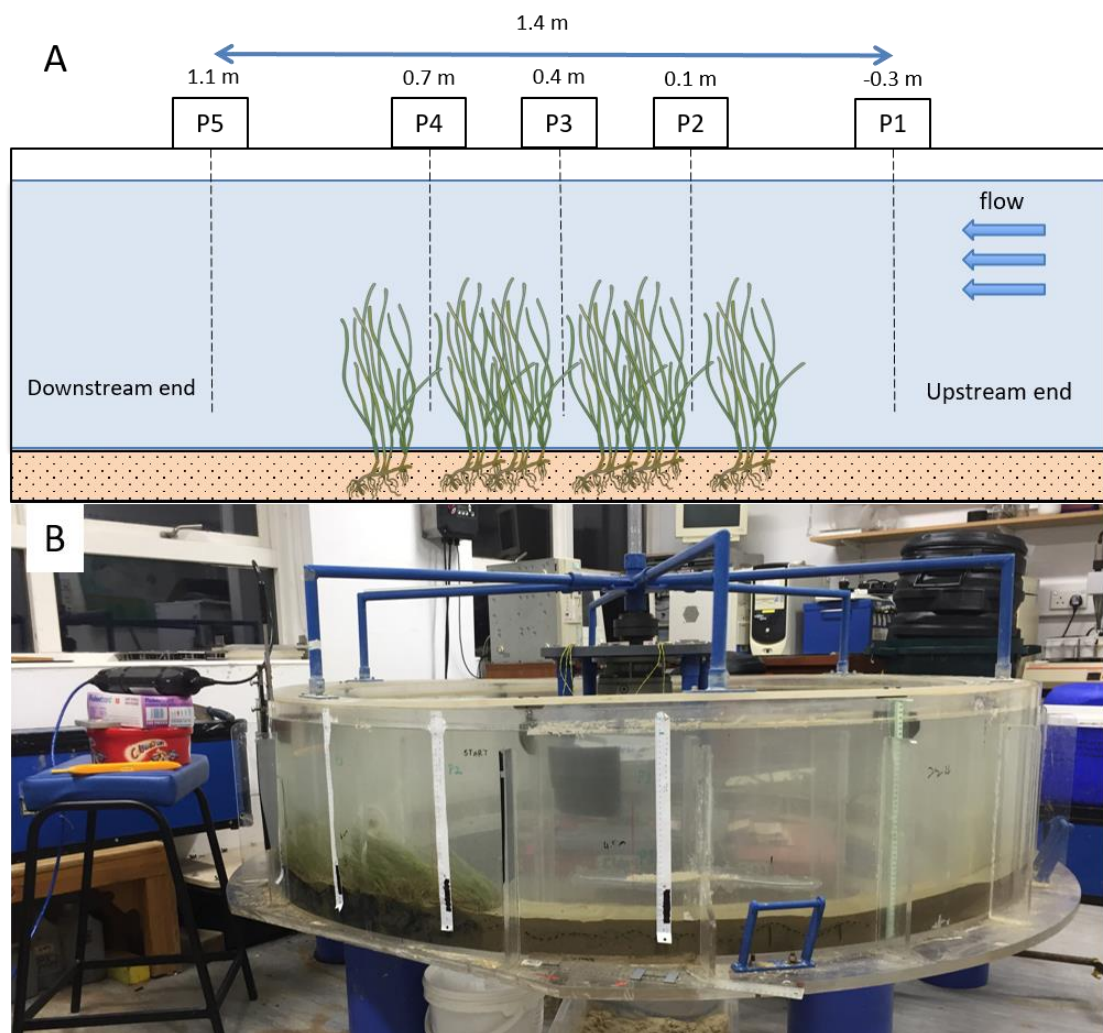 1.4 m
A
1.1 m
0.7 m
0.4 m
0.1 m
-0.3 m
P5
P4
P3
P2
P1
flow
Downstream end
Upstream end
B
START
P2